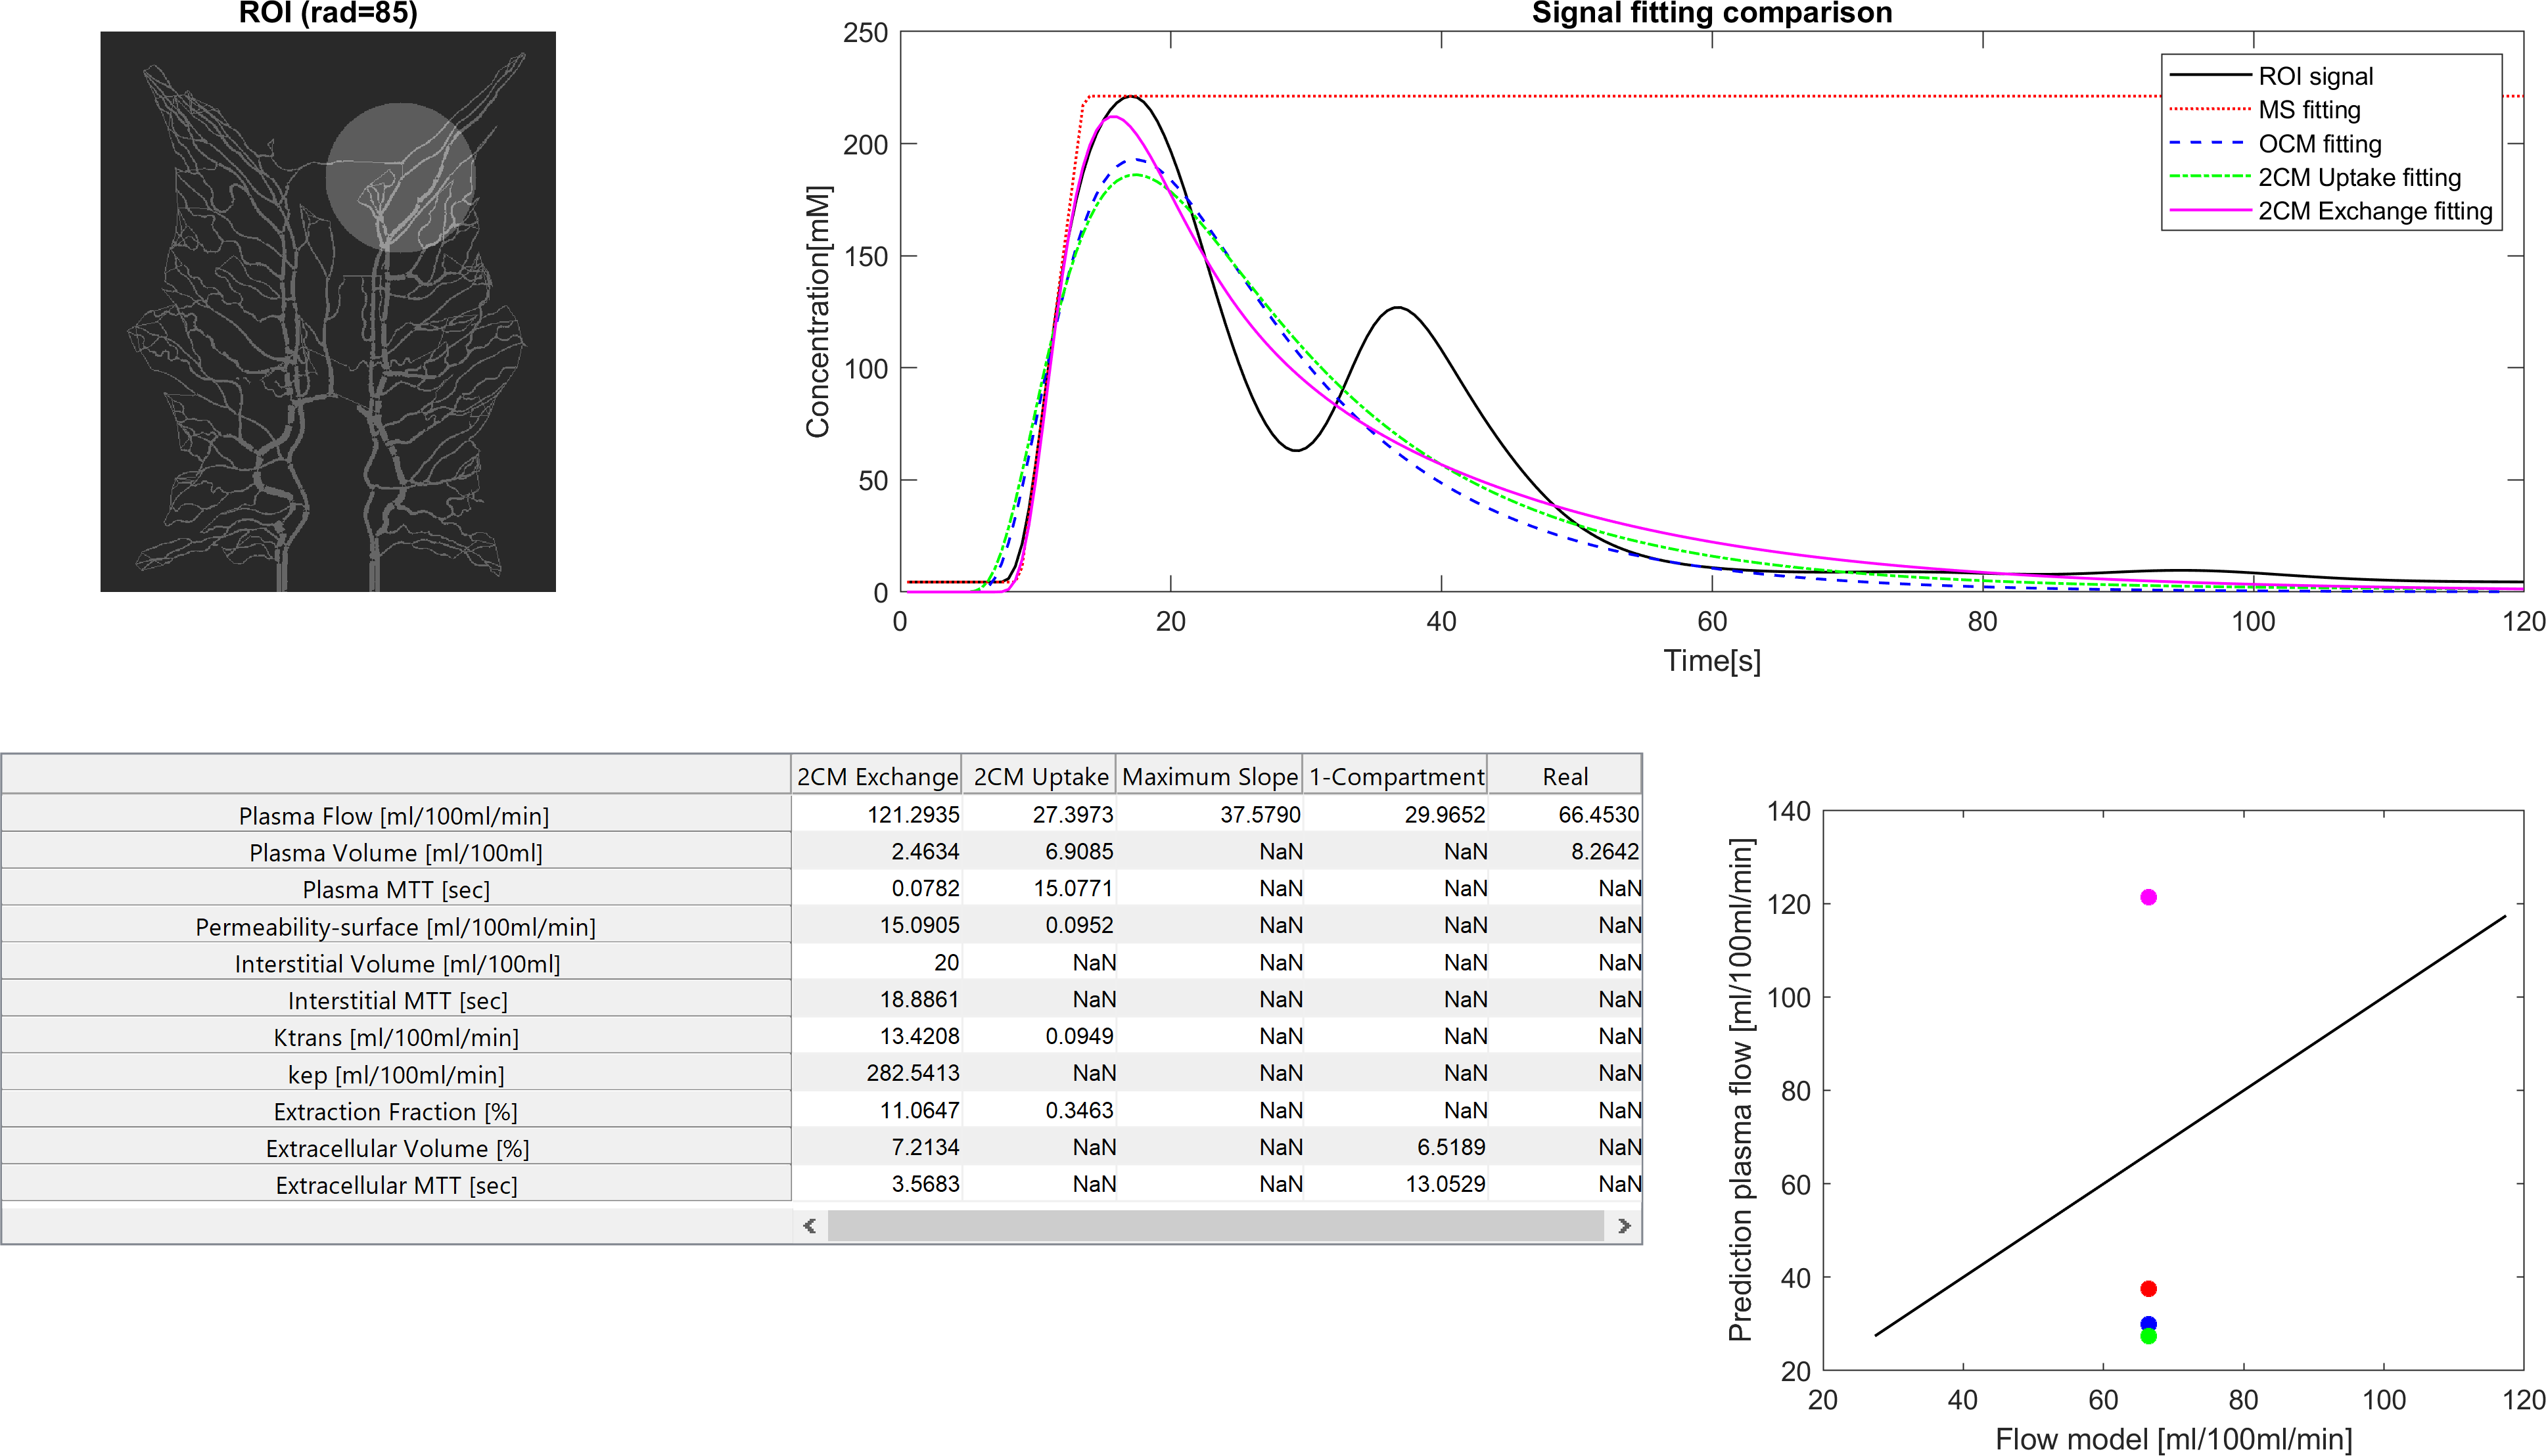 ROI (rad=85)
Signal fitting comparison
250
200
150
100
50
0
Concentration[mM]
0 20 40 60 80 100 120
Time[s]
ROI signal
MS fitting
OCM fitting
2CM Uptake fitting
2CM Exchange fitting
2CM Exchange 2CM Uptake Maximum Slope 1-Compartment Real
Plasma Flow [ml/100ml/min] 121.2935 27.3973 37.5790 29.9652 66.4530
Plasma Volume [ml/100ml] 2.4634 6.9085 NaN NaN 8.2642
Plasma MTT [sec] 0.0782 15.0771 NaN NaN NaN
Permeability-surface [ml/100ml/min] 15.0905 0.0952 NaN NaN NaN
Interstitial Volume [ml/100ml] 20 NaN NaN NaN NaN
Interstitial MTT [sec] 18.8861 NaN NaN NaN NaN
Ktrans [ml/100ml/min] 13.4208 0.0949 NaN NaN NaN
kep [ml/100ml/min] 282.5413 NaN NaN NaN NaN
Extraction Fraction [%] 11.0647 0.3463 NaN NaN NaN
Extracellular Volume [%] 7.2134 NaN NaN 6.5189 NaN
Extracellular MTT [sec] 3.5683 NaN NaN 13.0529 NaN
140
120
100
80
60
40
20
Prediction plasma flow [ml/100ml/min]
20 40 60 80 100 120
Flow model [ml/100ml/min]